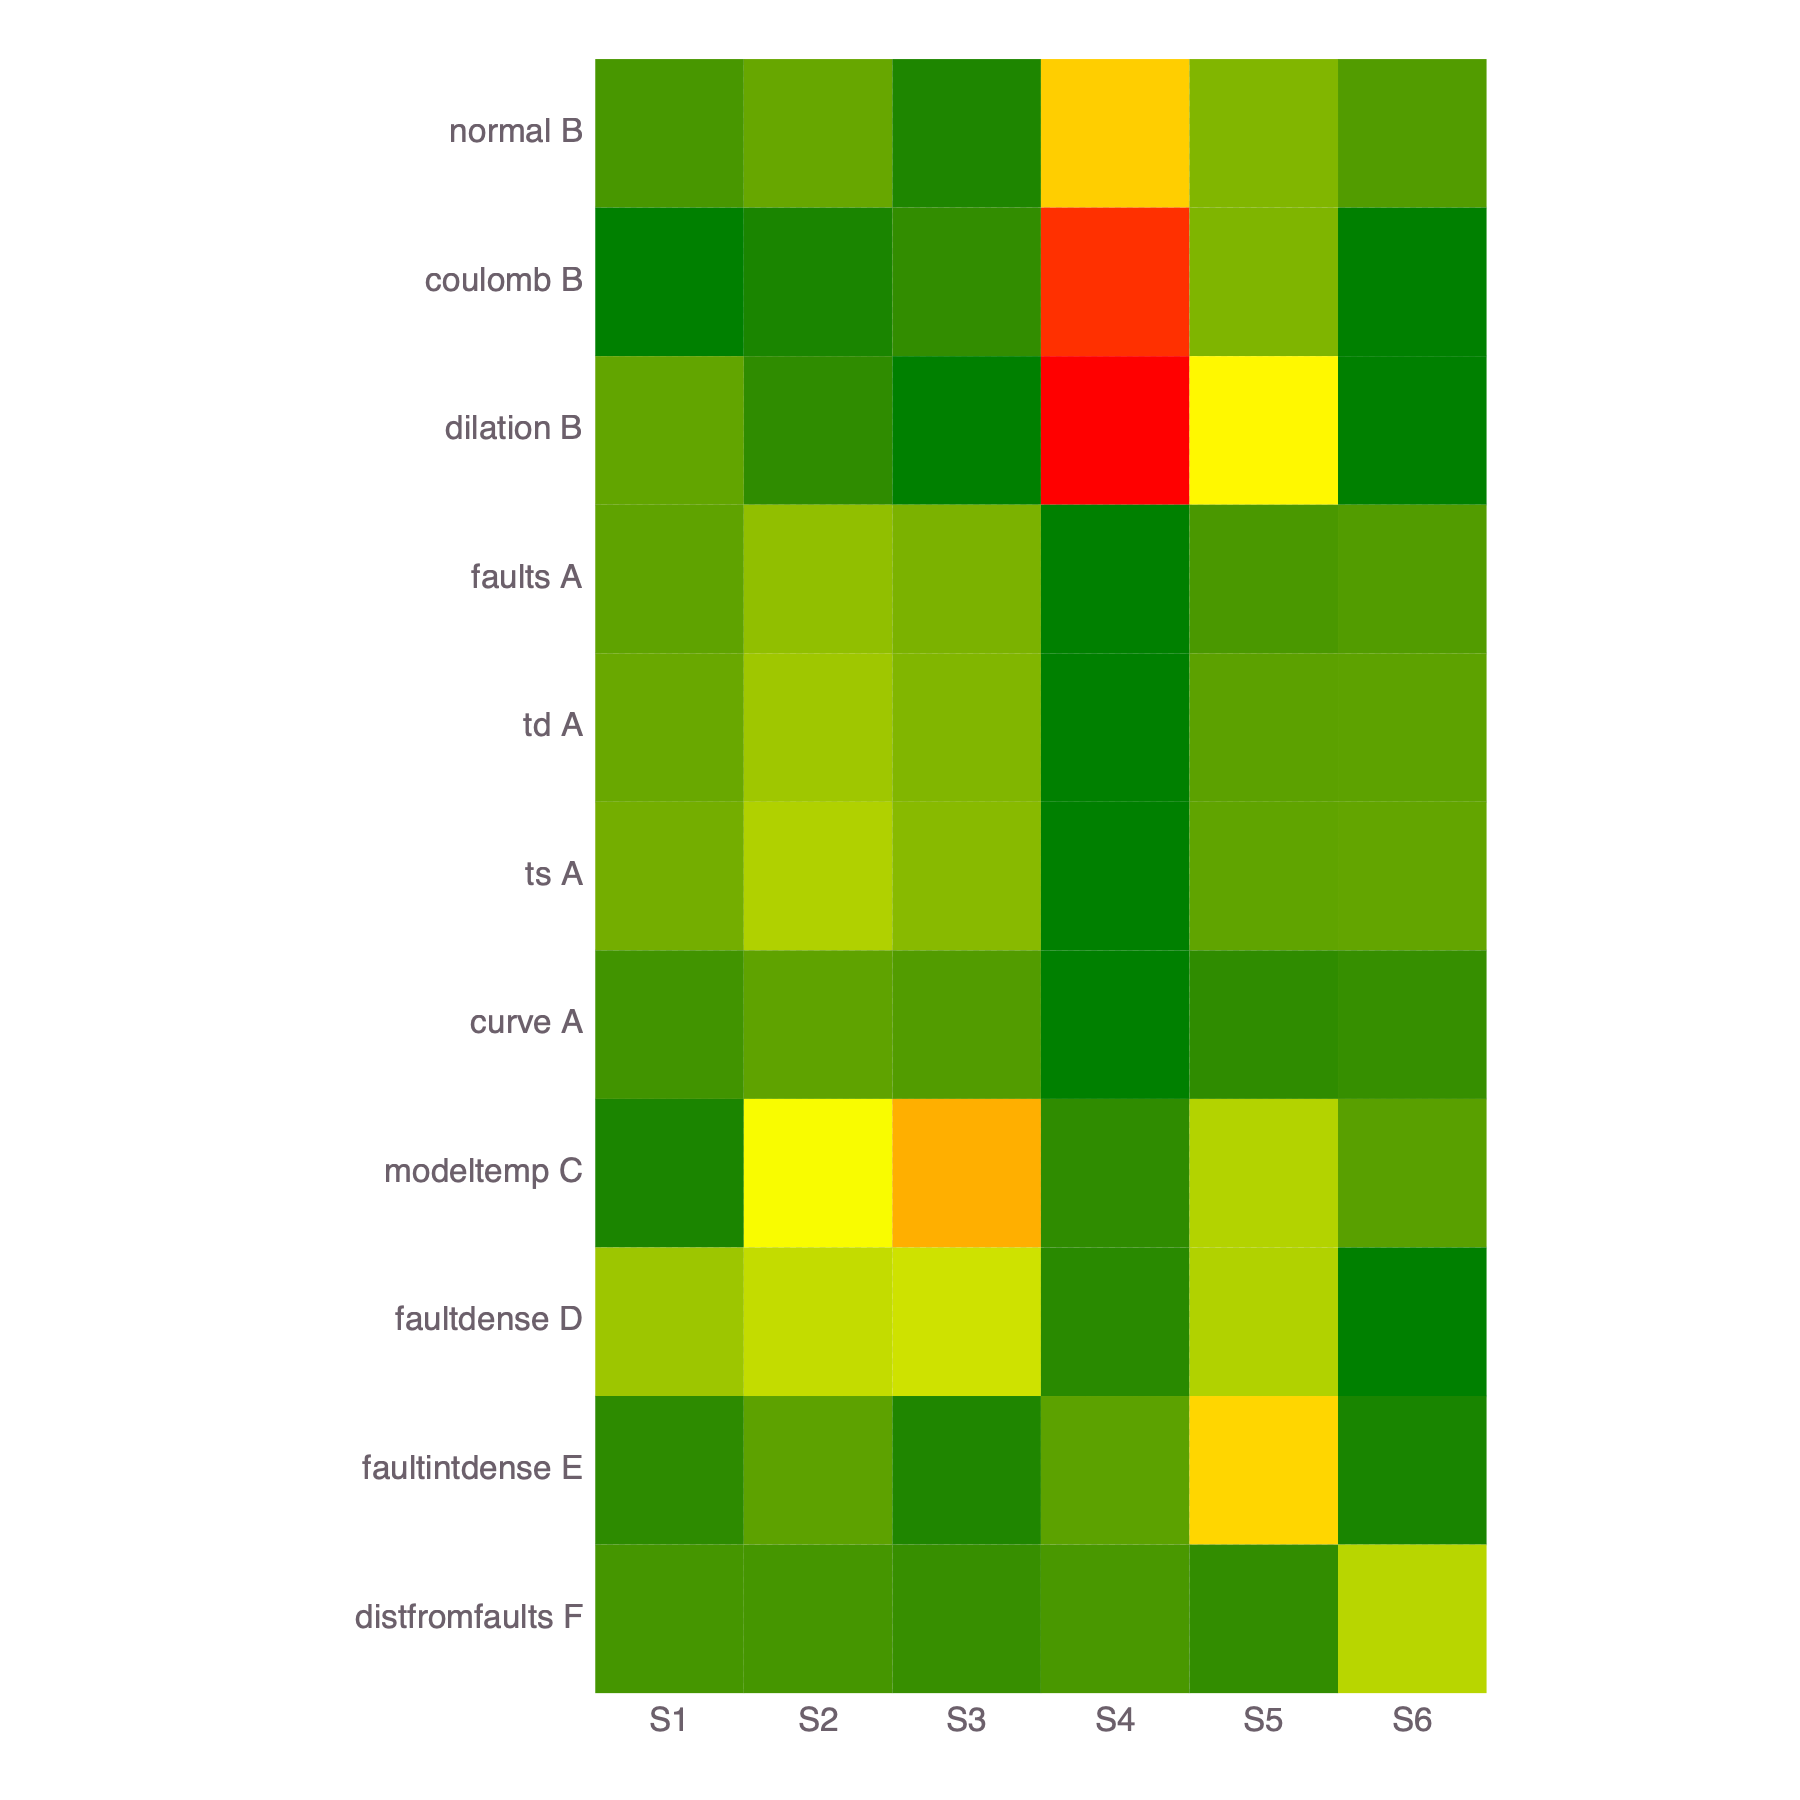 normal B
coulomb B
dilation B
faults A
td A
ts A
curve A
modeltemp C
faultdense D
faultintdense E
distfromfaults F
S1 S2 S3 S4 S5 S6